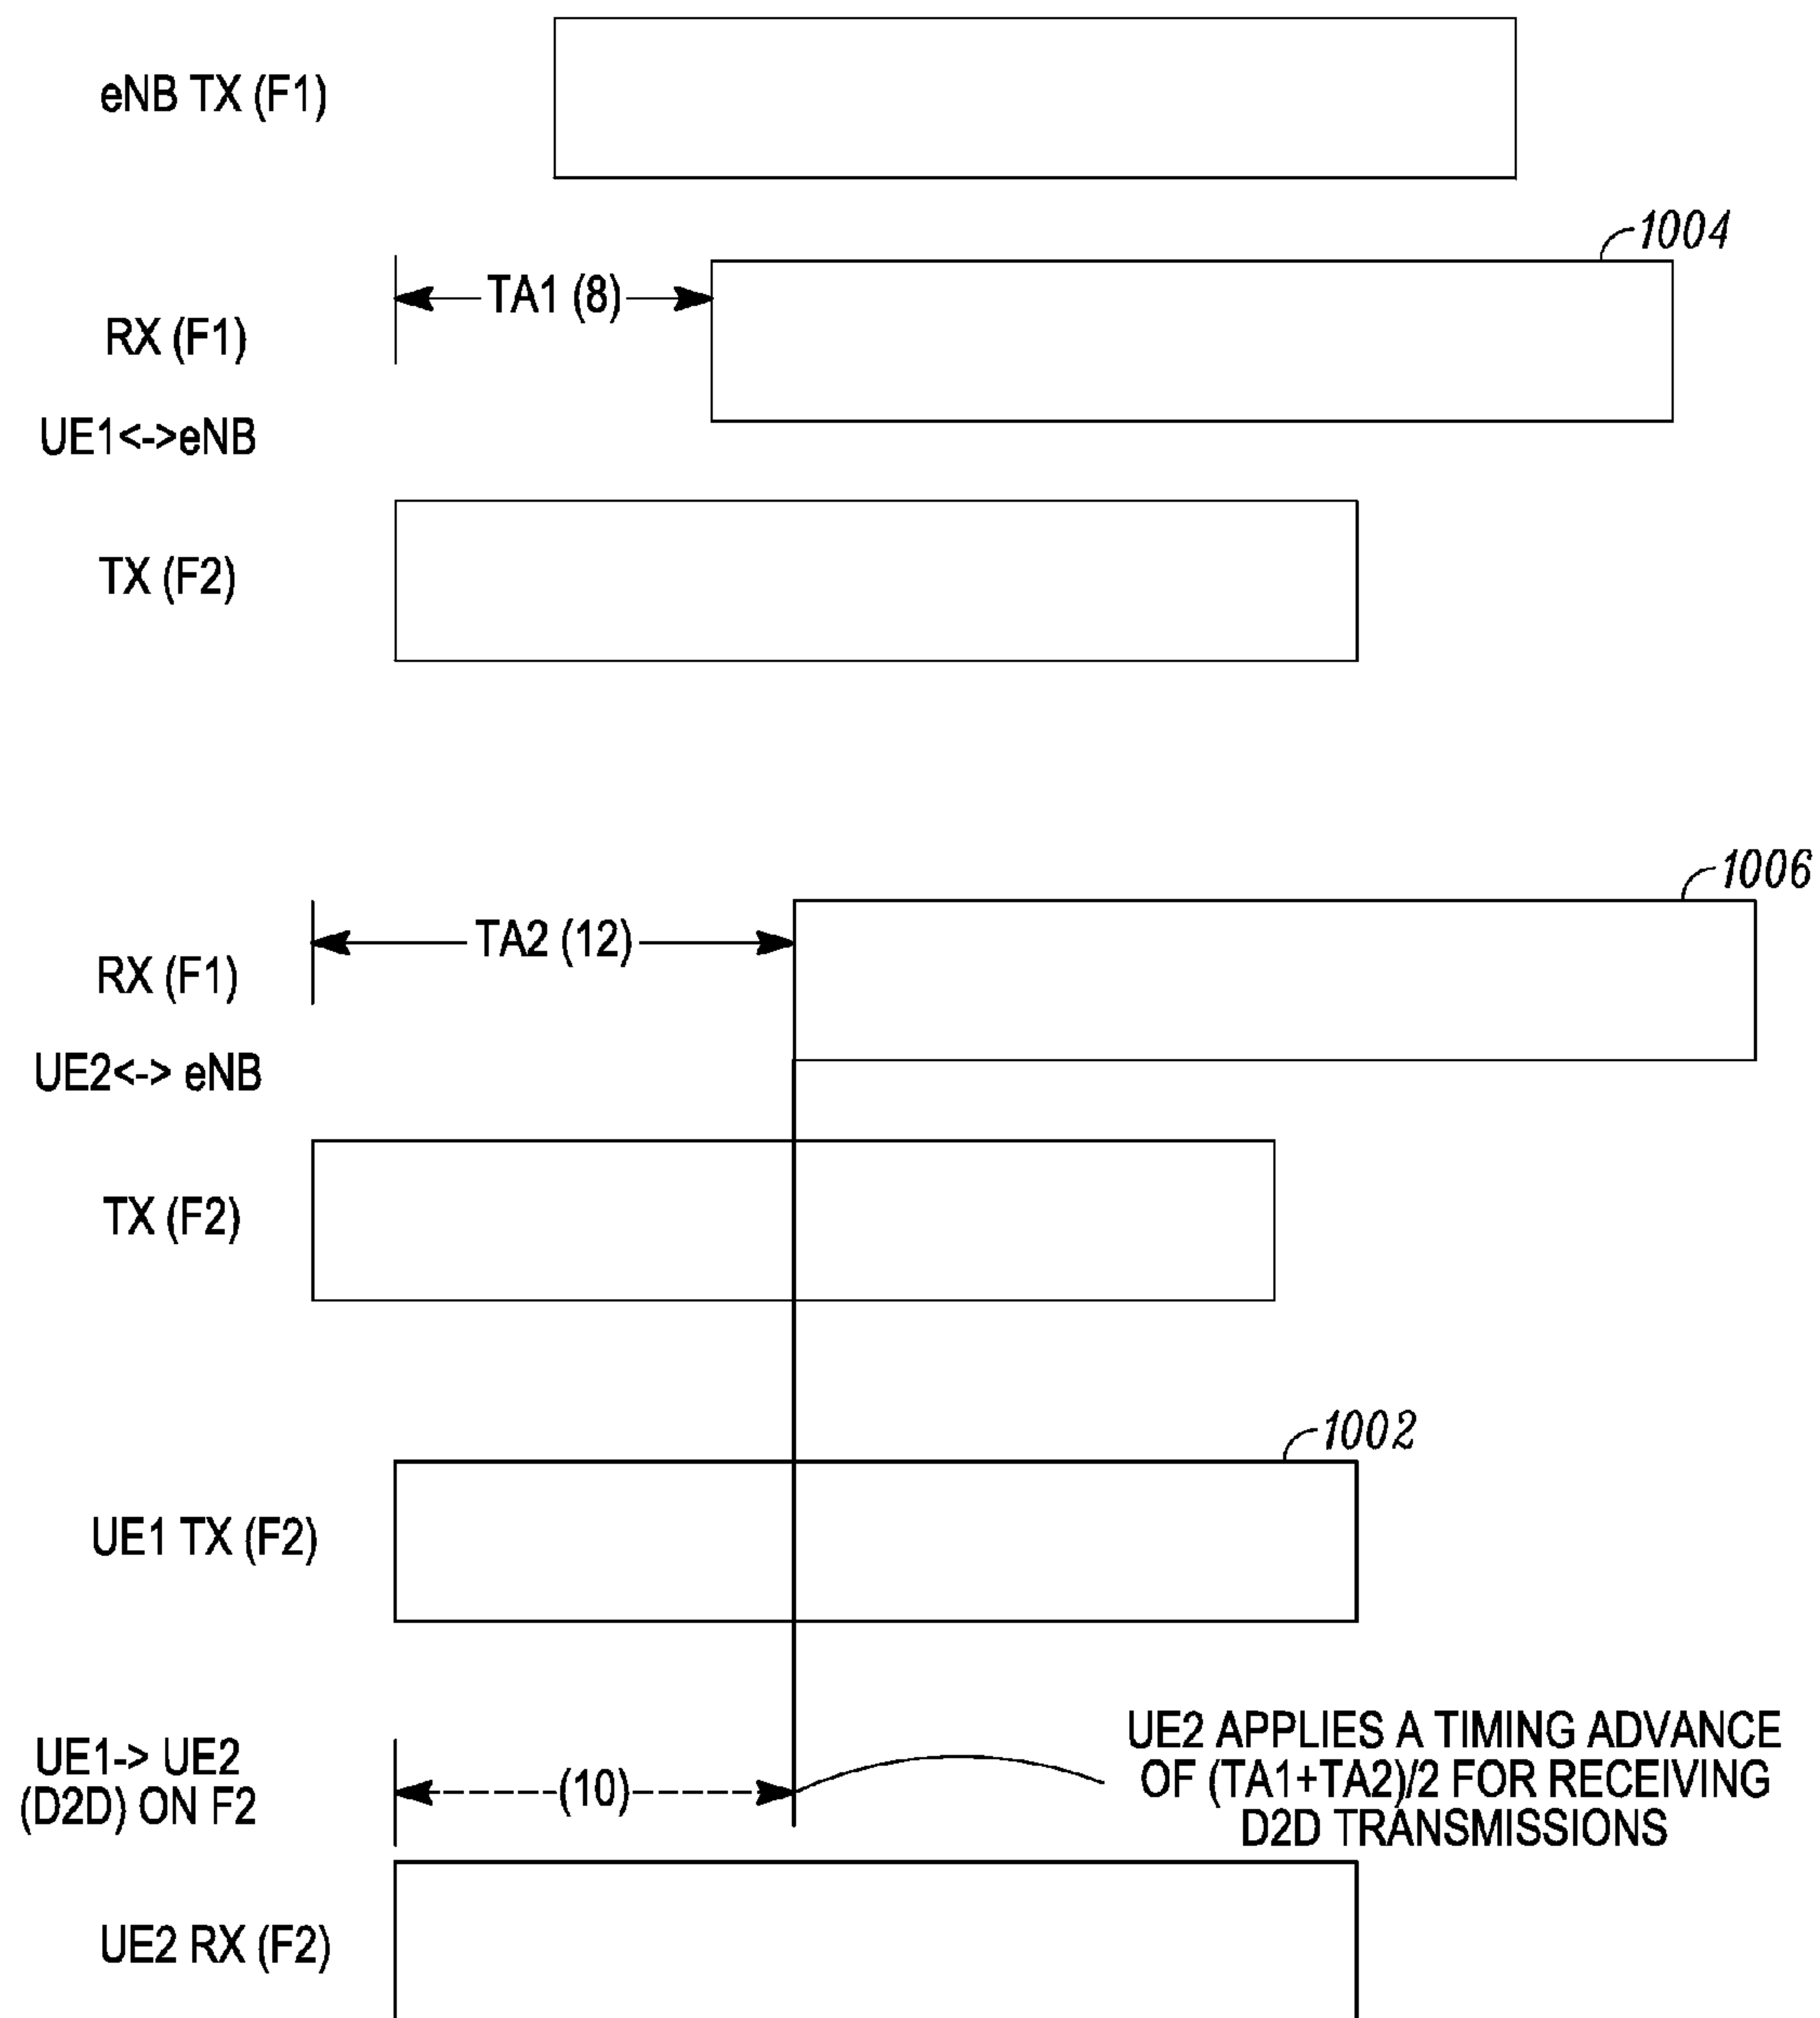 eNB TX (F1)
1004
TA1 (8)
RX (F1)
UE1<->eNB
TX (F2)
1006
TA2 (12)
RX (F1)
UE2<-> eNB
TX (F2)
1002
UE1 TX (F2)
UE1-> UE2
(D2D) ON F2
(10)
UE2 APPLIES A TIMING ADVANCE
OF (TA1+TA2)/2 FOR RECEIVING
D2D TRANSMISSIONS
UE2 RX (F2)